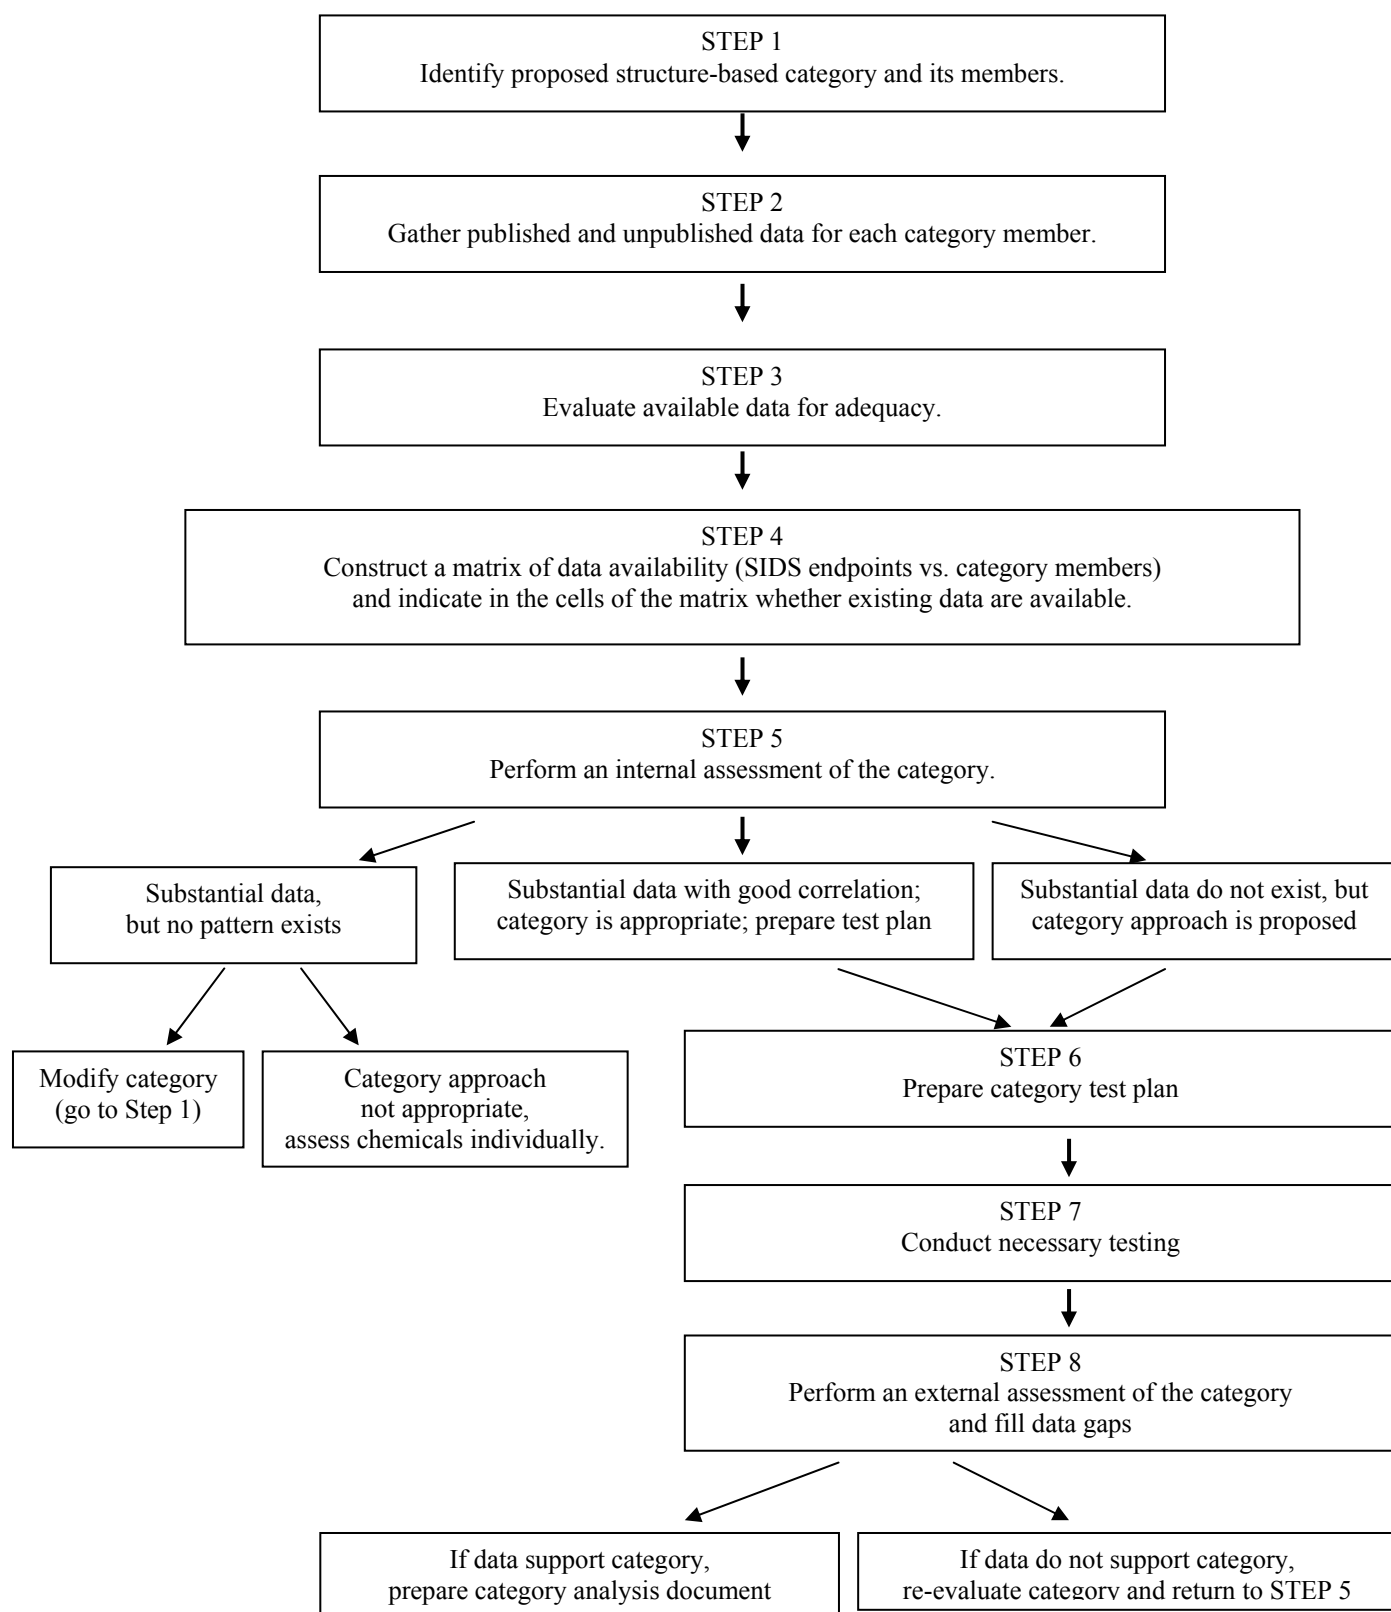 STEP 1
Identify proposed structure-based category and its members.
STEP 2
Gather published and unpublished data for each category member.
STEP 3
Evaluate available data for adequacy.
STEP 4
Construct a matrix of data availability (SIDS endpoints vs. category members)
and indicate in the cells of the matrix whether existing data are available.
STEP 5
Perform an internal assessment of the category.
Substantial data,
but no pattern exists
Substantial data with good correlation;
category is appropriate; prepare test plan
Substantial data do not exist, but
category approach is proposed
Modify category
(go to Step 1)
Category approach
not appropriate,
assess chemicals individually.
STEP 6
Prepare category test plan
STEP 7
Conduct necessary testing
STEP 8
Perform an external assessment of the category
and fill data gaps
If data support category,
prepare category analysis document
If data do not support category,
re-evaluate category and return to STEP 5